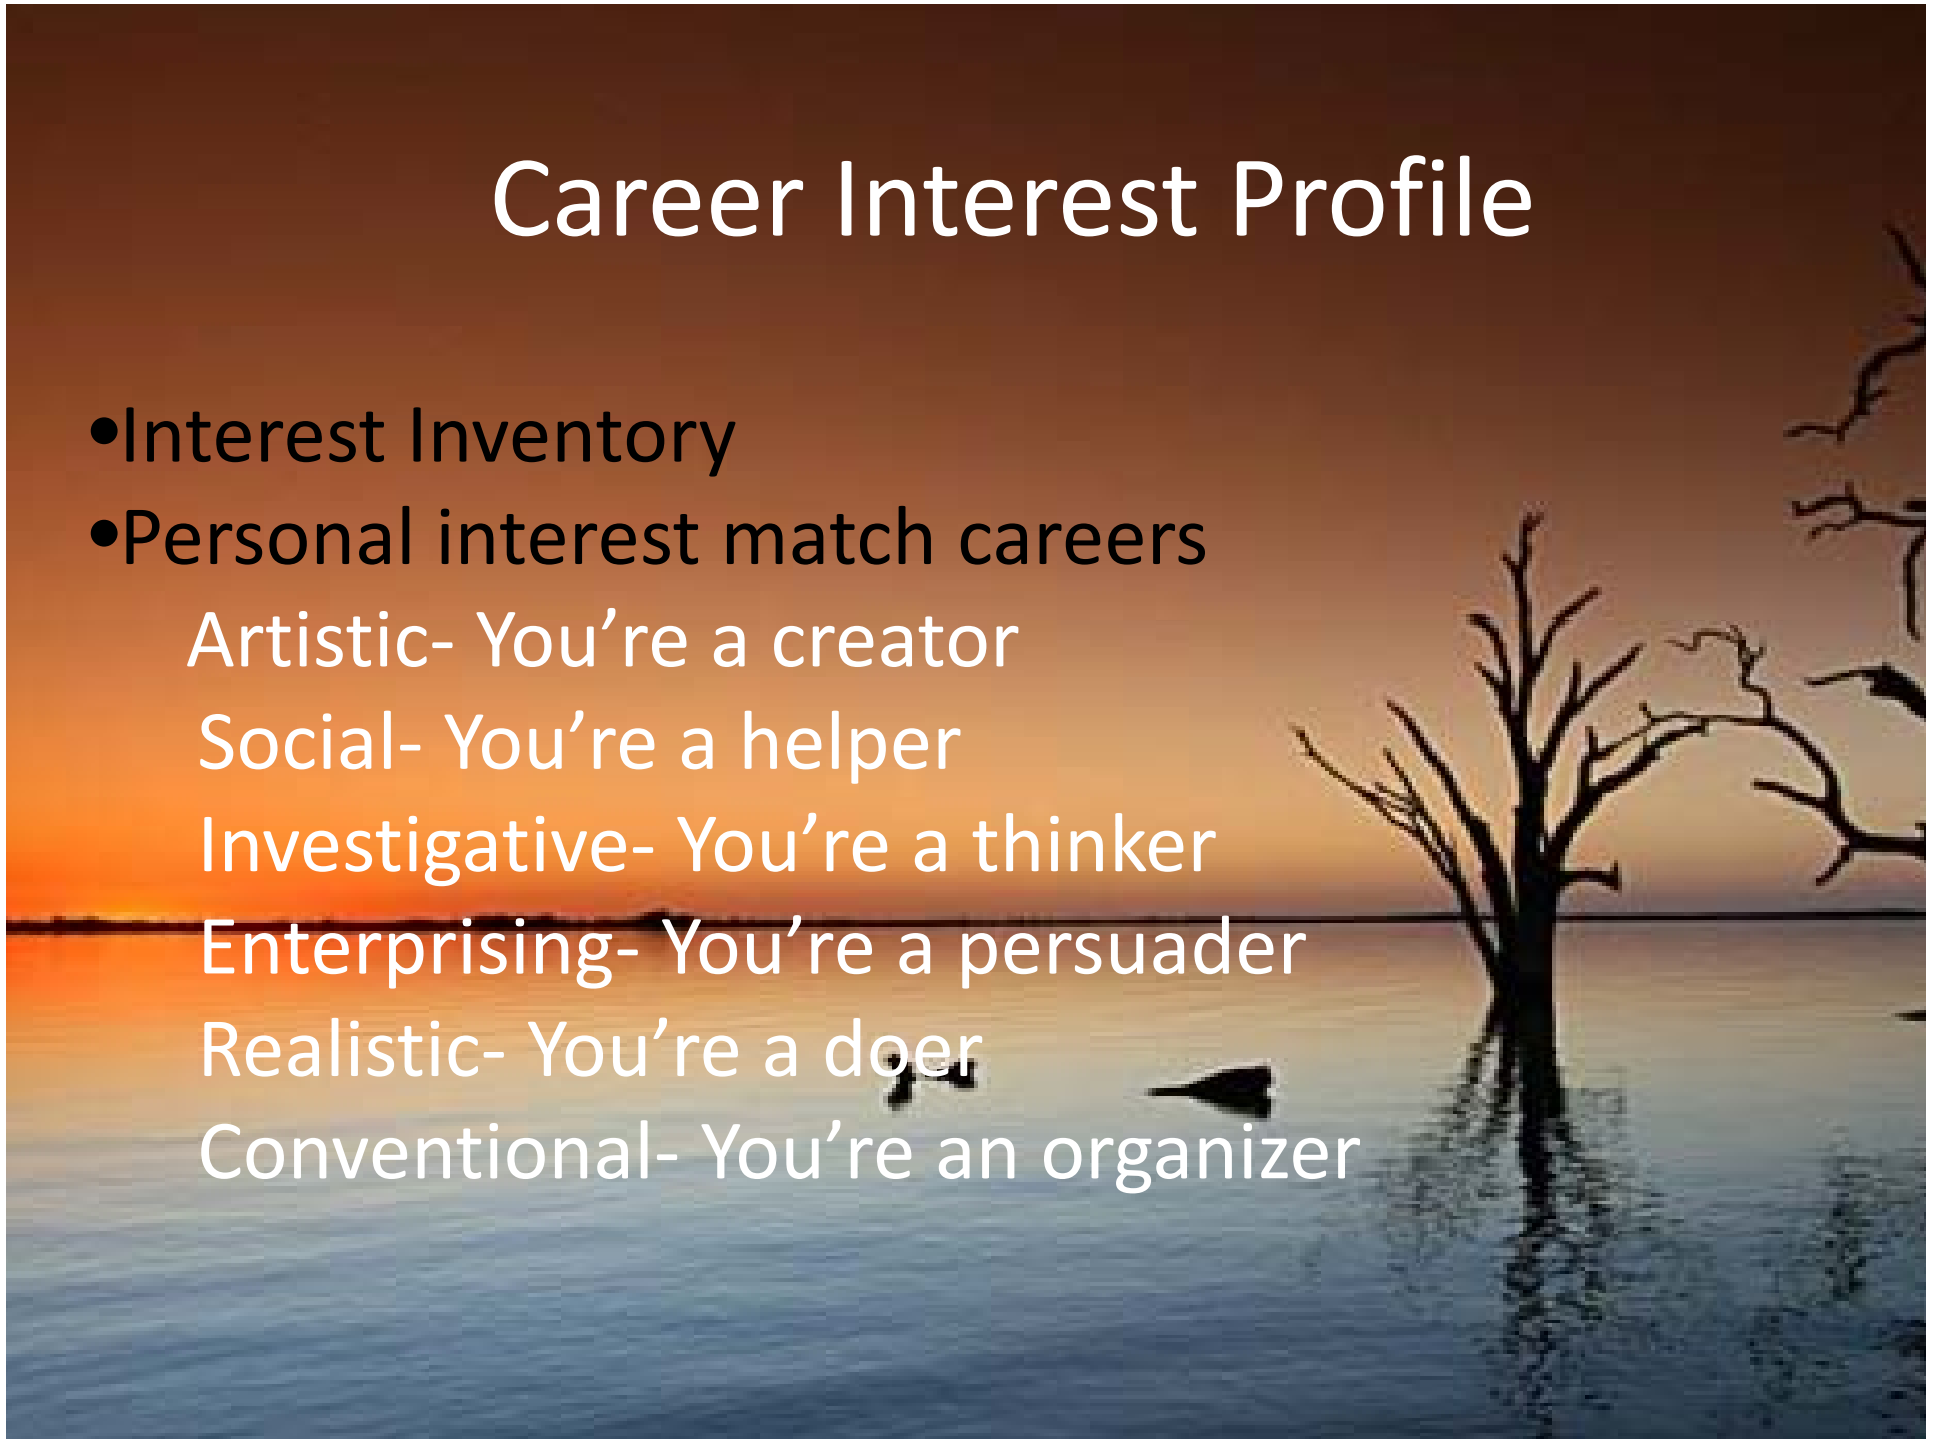 Career Interest Profile
•Interest Inventory
•Personal interest match careers
Artistic- You’re a creator
Social- You’re a helper
Investigative- You’re a thinker
Enterprising- You’re a persuader
Realistic- You’re a doer
Conventional- You’re an organizer